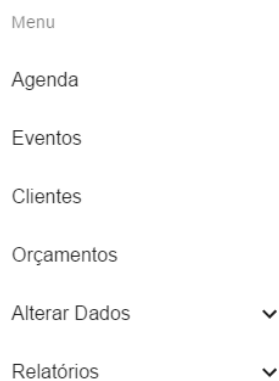 Menu
Agenda
Eventos
Clientes
Orçamentos
Alterar Dados
Relatórios